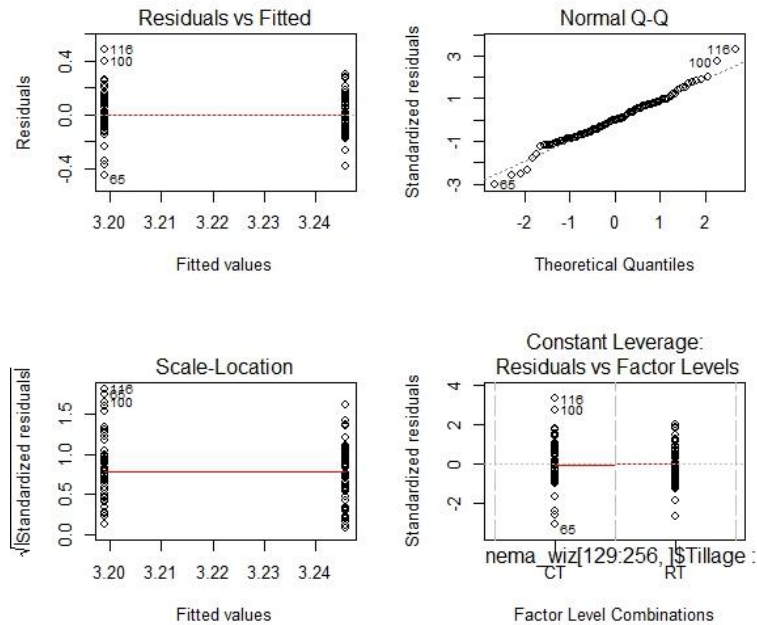 Residuals vs Fitted
Residuals
0.4
0.0
-0.4
116
100
65
3.20 3.21 3.22 3.23 3.24
Fitted values
Normal Q-Q
Standardized residuals
3
1
-1
-3
116
100
65
-2 -1 0 1 2
Theoretical Quantiles
Scale-Location
√|Standardized residuals|
1.5
1.0
0.5
0.0
116
65
100
3.20 3.21 3.22 3.23 3.24
Fitted values
Constant Leverage:
Residuals vs Factor Levels
Standardized residuals
4
2
0
-2
116
100
65
nema_wiz[129:256, ]$Tillage :
CT RT
Factor Level Combinations